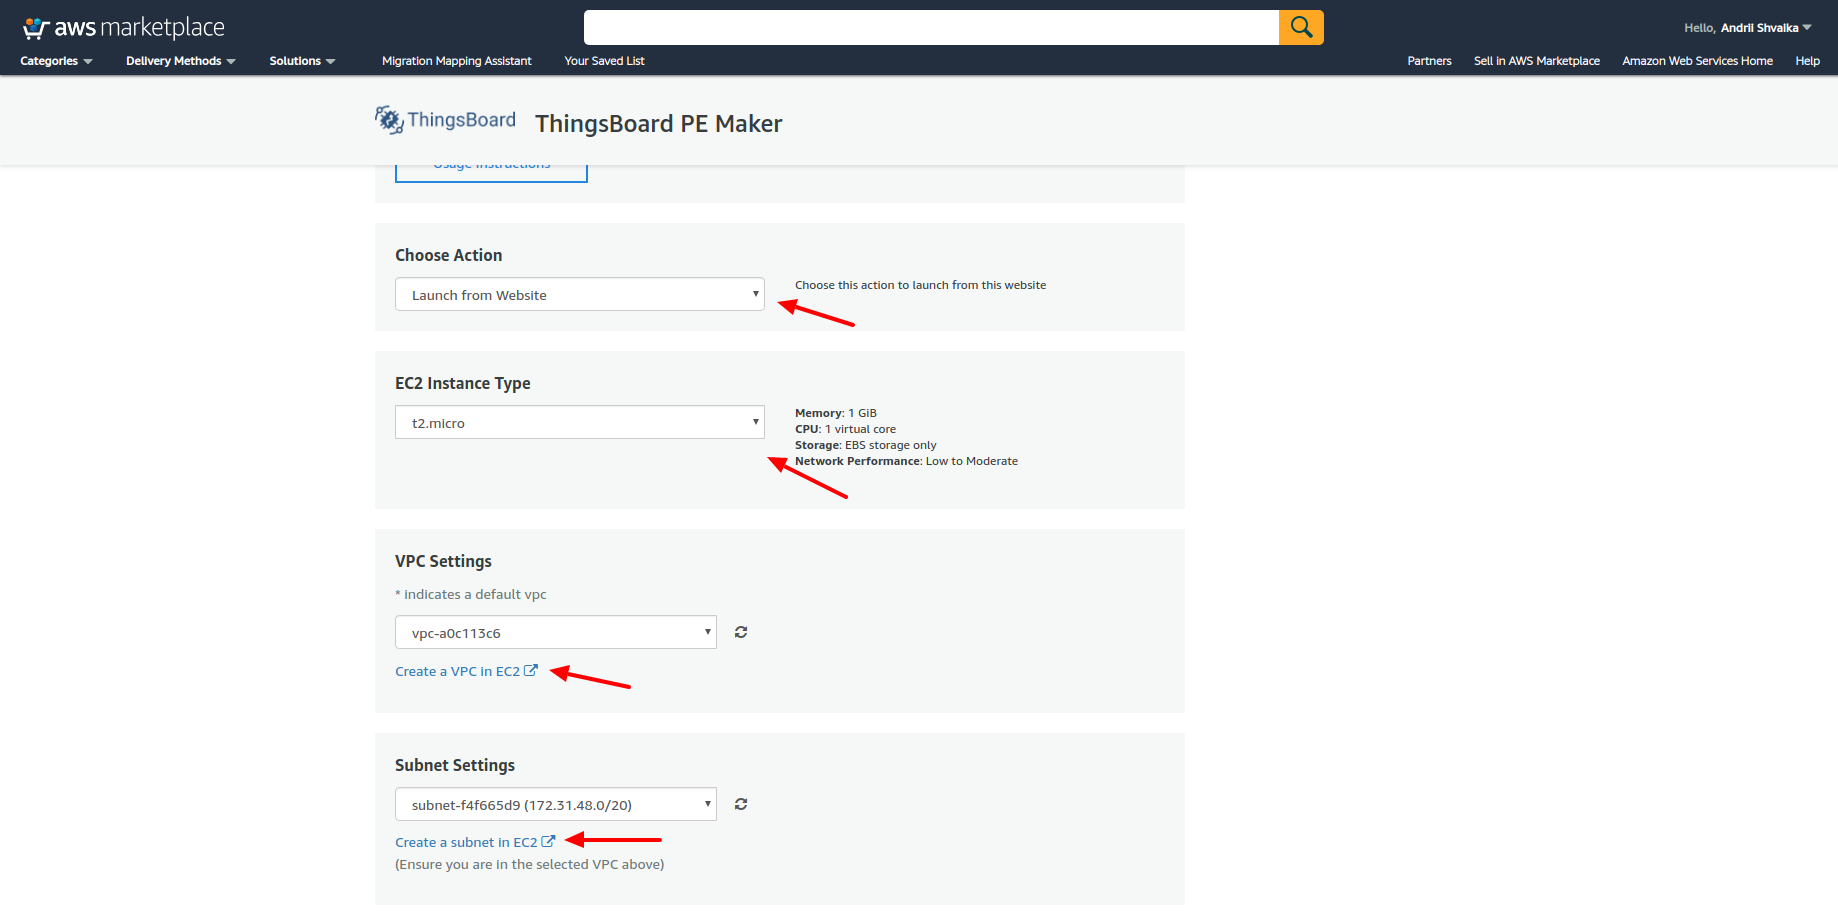 aws marketplace
Hello, Andrii Shvaika
Categories Delivery Methods Solutions Migration Mapping Assistant Your Saved List Partners Sell in AWS Marketplace Amazon Web Services Home Help
ThingsBoard ThingsBoard PE Maker
Usage Instructions
Choose Action
Launch from Website
Choose this action to launch from this website
EC2 Instance Type
t2.micro
Memory: 1 GiB
CPU: 1 virtual core
Storage: EBS storage only
Network Performance: Low to Moderate
VPC Settings
* indicates a default vpc
vpc-a0c113c6
Create a VPC in EC2
Subnet Settings
subnet-f4f665d9 (172.31.48.0/20)
Create a subnet in EC2
(Ensure you are in the selected VPC above)